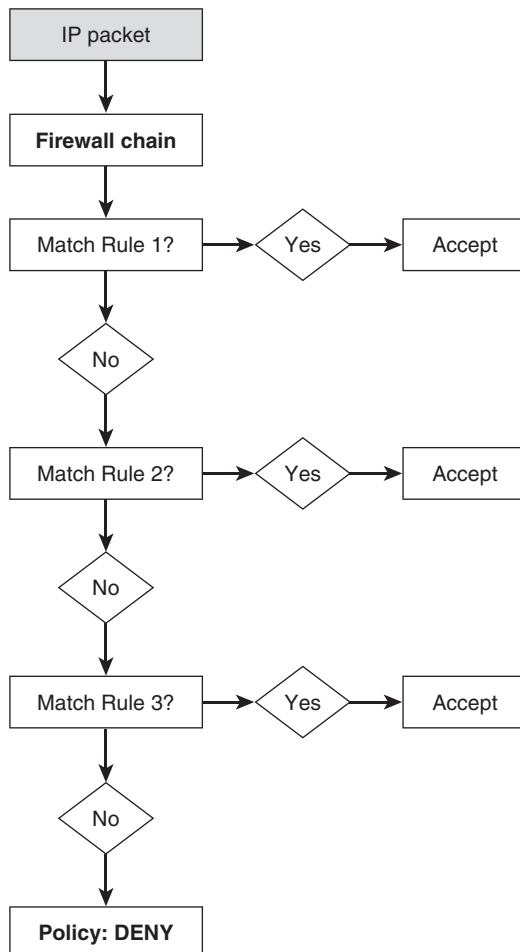 IP packet
Firewall chain
Match Rule 1?
Yes
Accept
No
Match Rule 2?
Yes
Accept
No
Match Rule 3?
Yes
Accept
No
Policy: DENY